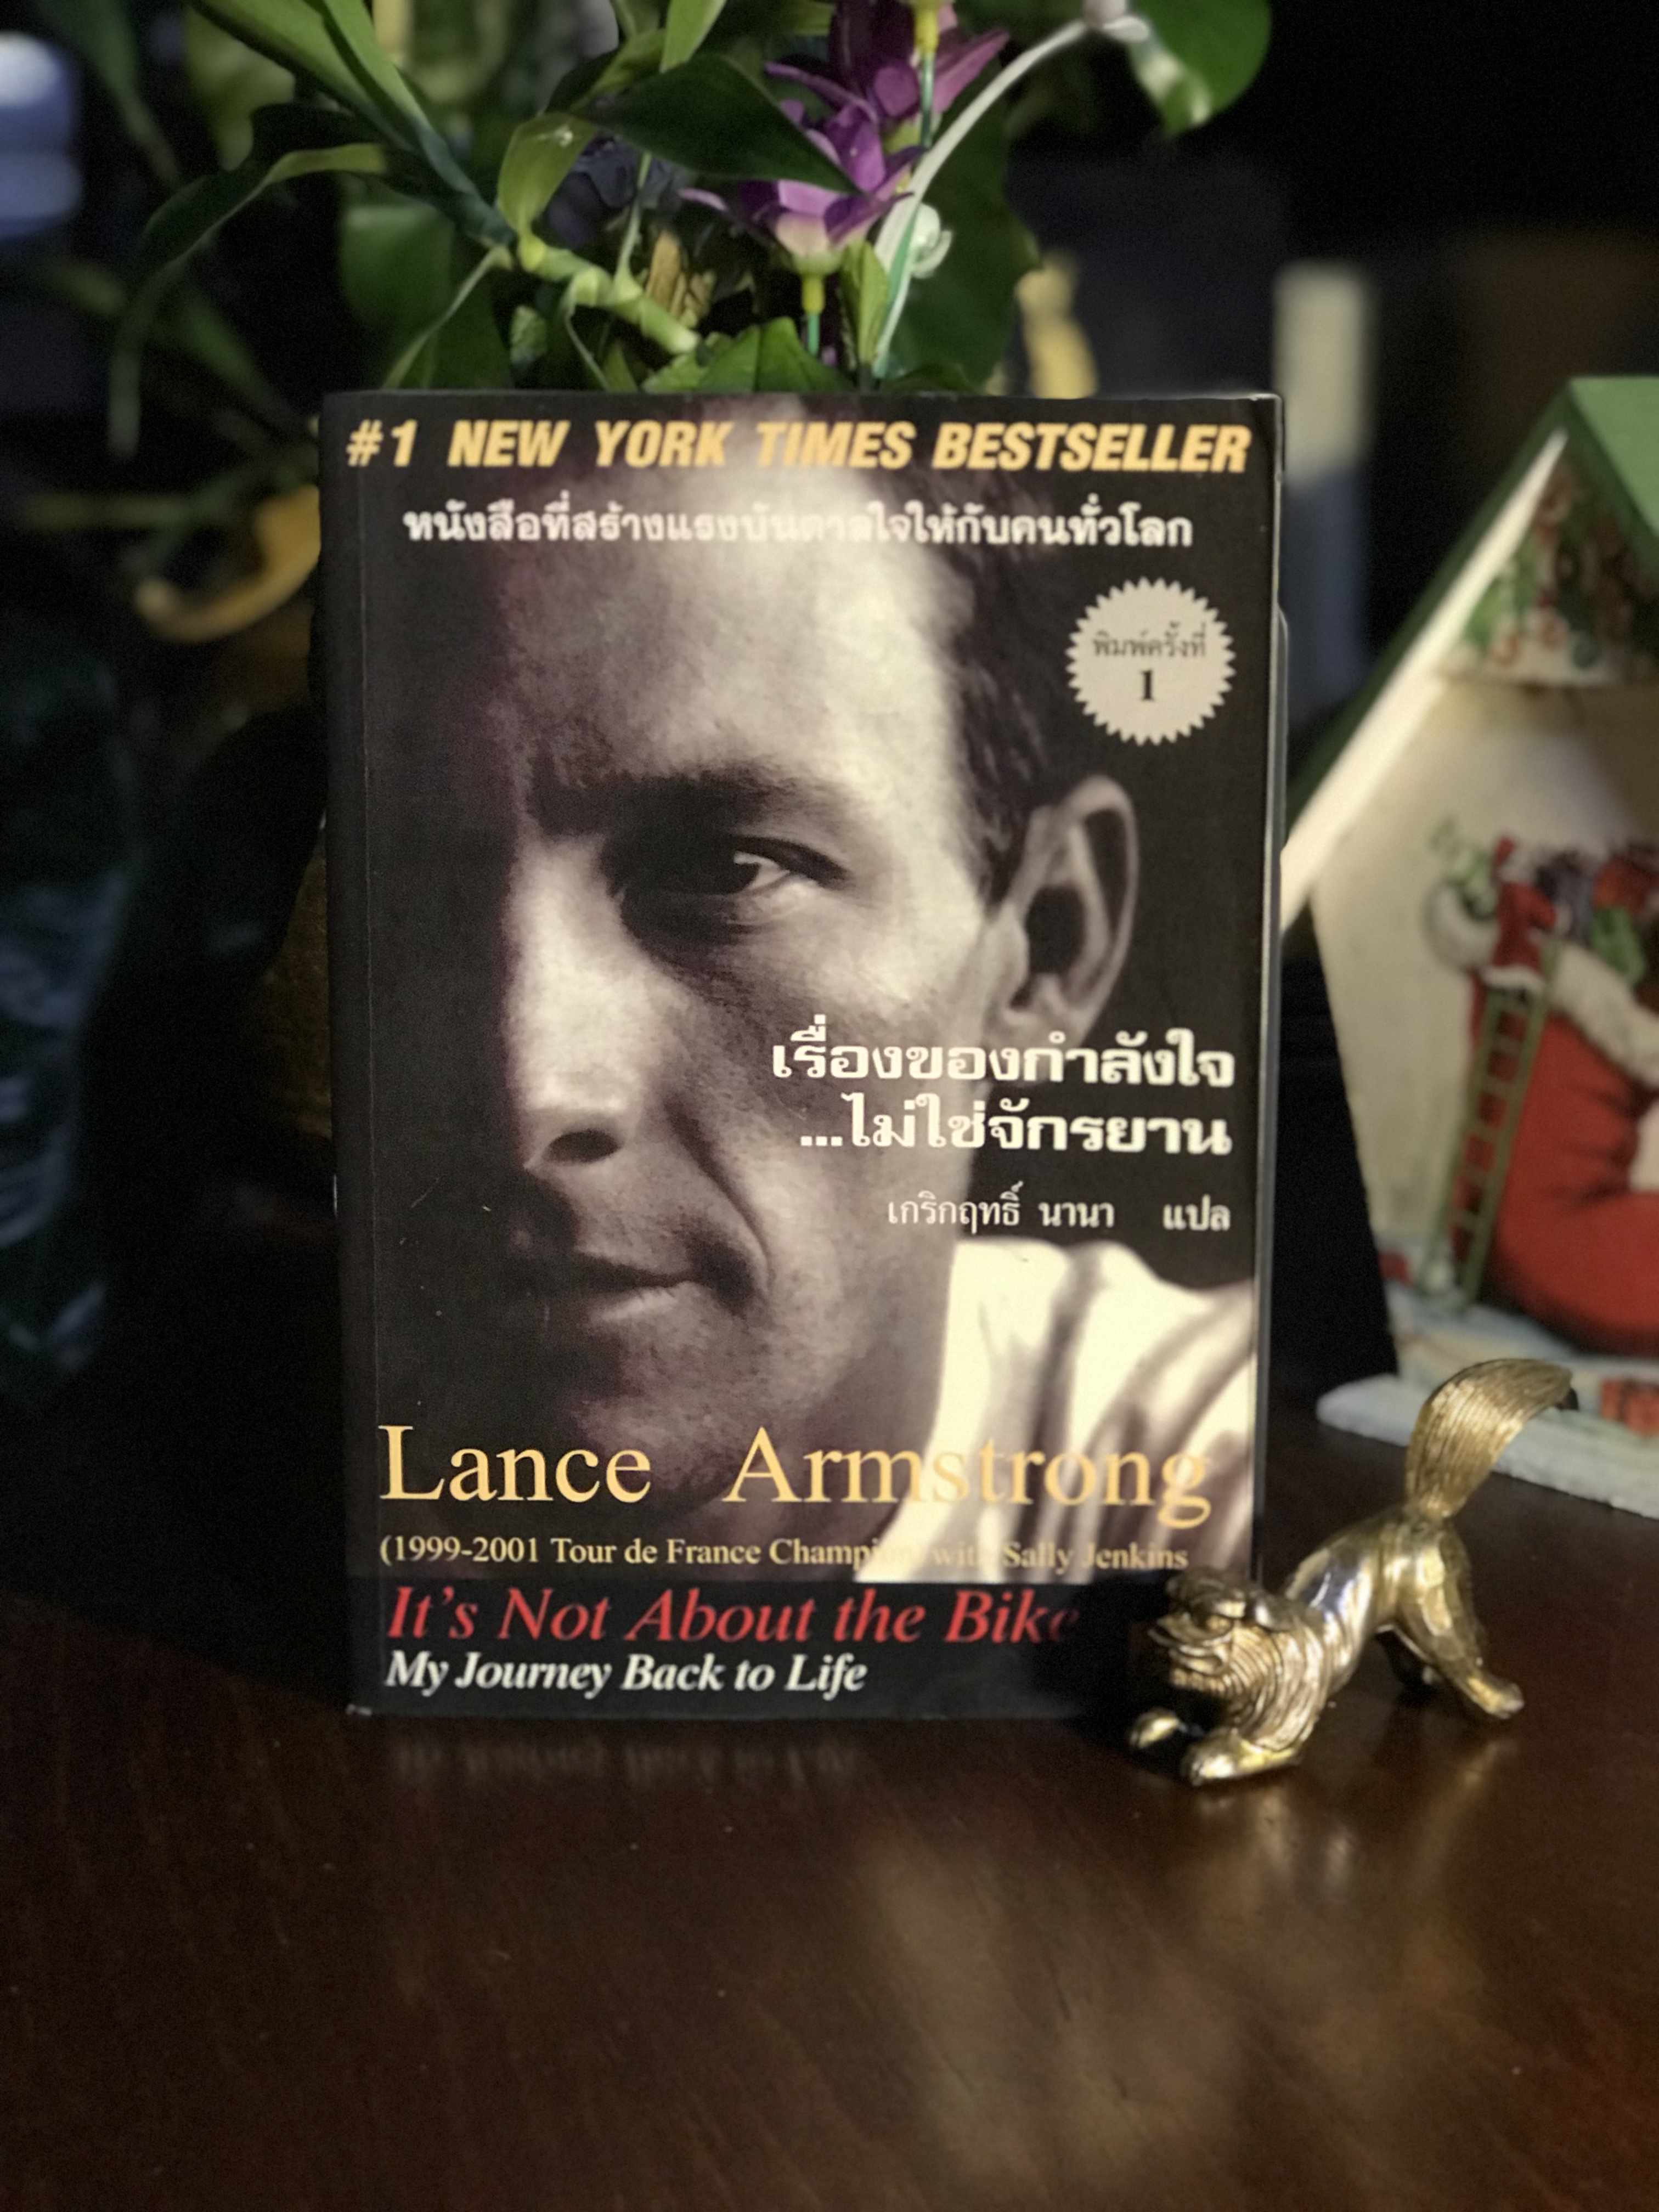 #1 NEW YORK TIMES BESTSELLER
หนังสือที่สร้างแรงบันดาลใจให้กับคนทั่วโลก
พิมพ์ครั้งที่
1
เรื่องของกำลังใจ
...ไม่ใช่จักรยาน
เกริกฤทธิ์ นานา แปล
Lance Armstrong
(1999-2001 Tour de France Champion) with Sally Jenkins
It's Not About the Bike
My Journey Back to Life